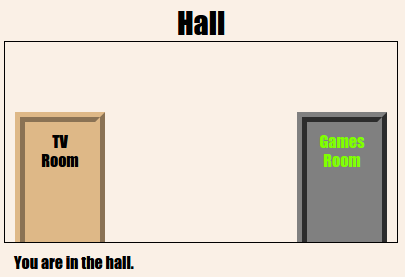 Hall
TV
Room
Games
Room
You are in the hall.